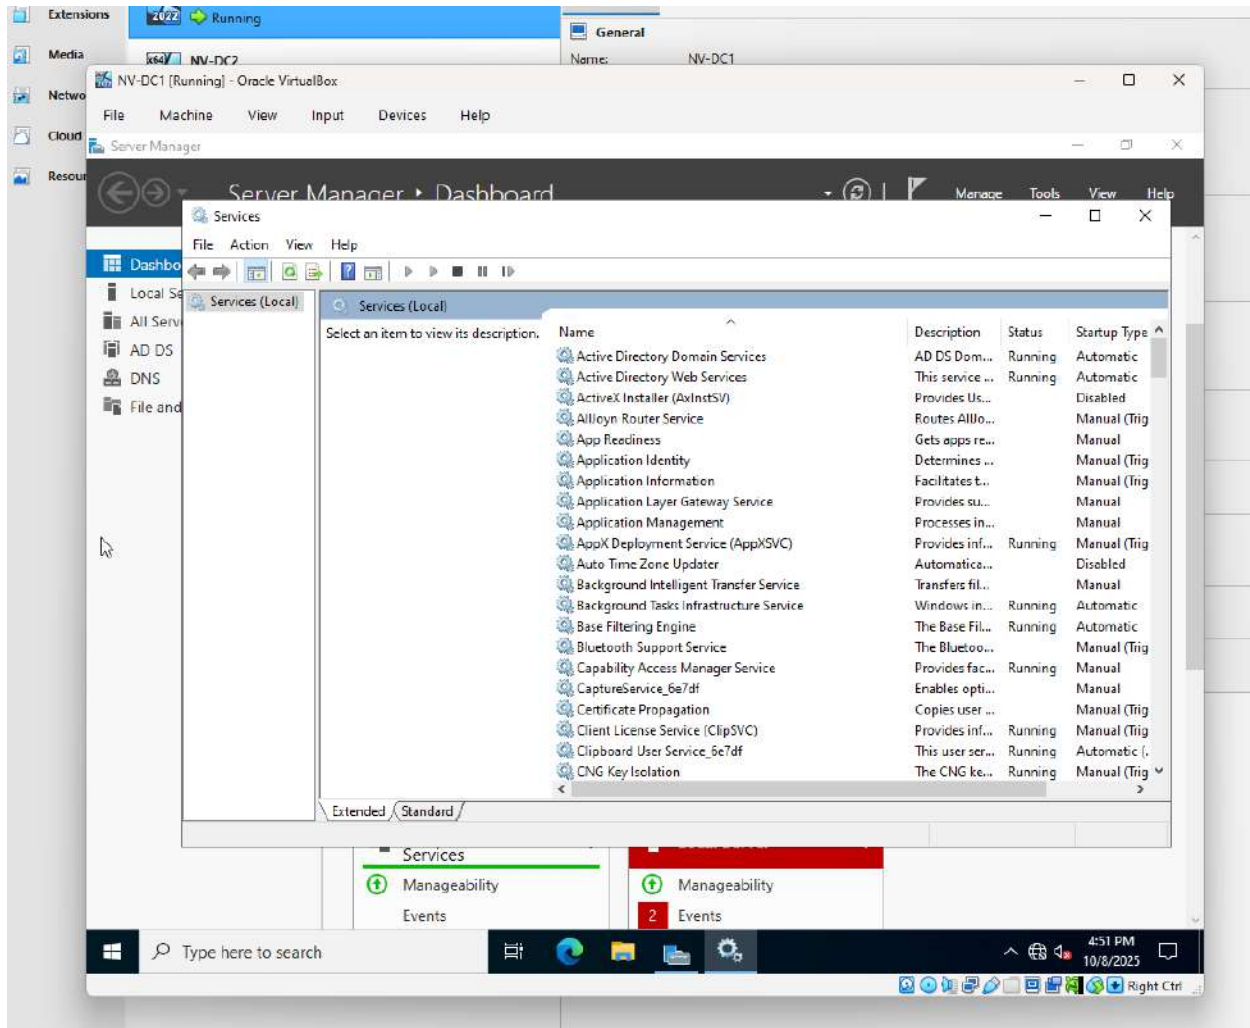 Extensions
2022 Running
General
Media
x64 NV-DC2
Name: NV-DC1
NV-DC1 [Running] - Oracle VirtualBox
Netwo
File Machine View Input Devices Help
Cloud
Server Manager
Resour
Server Manager Dashboard
Manage Tools View Help
Services
File Action View Help
Dashbo
Local Se
All Serv
AD DS
DNS
File and
Services (Local)
Services (Local)
Select an item to view its description.
Name Description Status Startup Type
Active Directory Domain Services AD DS Dom... Running Automatic
Active Directory Web Services This service ... Running Automatic
ActiveX Installer (AxInstSV) Provides Us... Disabled
AllJoyn Router Service Routes AllJo... Manual (Trig
App Readiness Gets apps re... Manual
Application Identity Determines ... Manual (Trig
Application Information Facilitates t... Manual (Trig
Application Layer Gateway Service Provides su... Manual
Application Management Processes in... Manual
AppX Deployment Service (AppXSVC) Provides inf... Running Manual (Trig
Auto Time Zone Updater Automatica... Disabled
Background Intelligent Transfer Service Transfers fil... Manual
Background Tasks Infrastructure Service Windows in... Running Automatic
Base Filtering Engine The Base Fil... Running Automatic
Bluetooth Support Service The Bluetoo... Manual (Trig
Capability Access Manager Service Provides fac... Running Manual
CaptureService_6e7df Enables opti... Manual
Certificate Propagation Copies user ... Manual (Trig
Client License Service (ClipSVC) Provides inf... Running Manual (Trig
Clipboard User Service_6e7df This user ser... Running Automatic (.
CNG Key Isolation The CNG ke... Running Manual (Trig
Extended Standard
Services
Manageability
Events
Manageability
2 Events
Type here to search
4:51 PM
10/8/2025
Right Ctrl